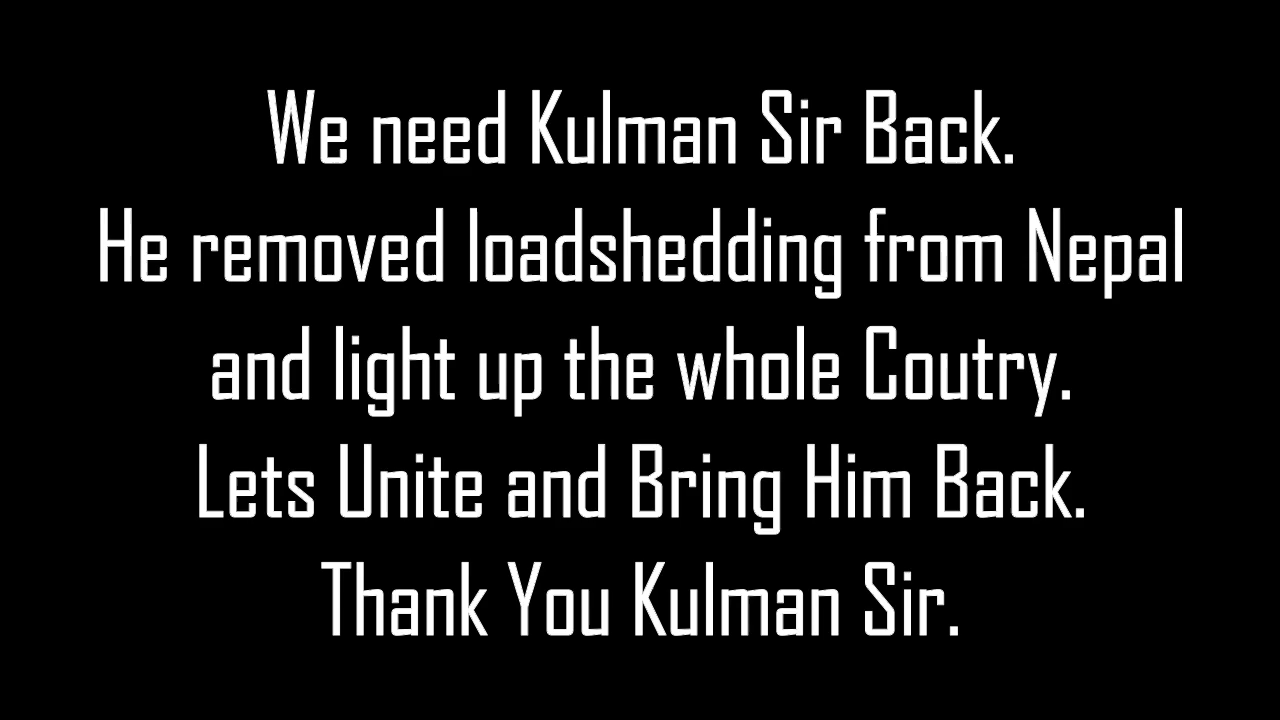 We need Kulman Sir Back.
He removed loadshedding from Nepal
and light up the whole Coutry.
Lets Unite and Bring Him Back.
Thank You Kulman Sir.